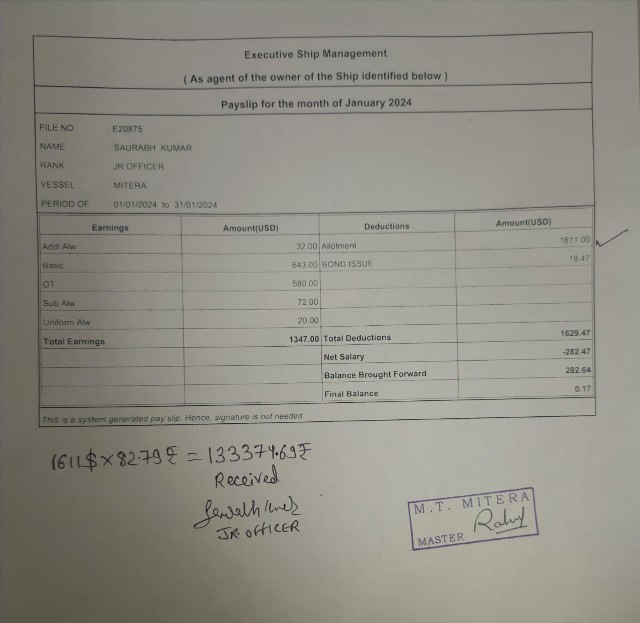 Executive Ship Management
( As agent of the owner of the Ship identified below )
Payslip for the month of January 2024
FILE NO E20875
NAME SAURABH KUMAR
RANK JR OFFICER
VESSEL MITERA
PERIOD OF 01/01/2024 to 31/01/2024
Earnings Amount(USD) Deductions Amount(USD)
Addl Alw 32.00 Allotment 1611.00
Basic 643.00 BOND ISSUE 18.47
OT 580.00
Sub Alw 72.00
Uniform Alw 20.00
Total Earnings 1347.00 Total Deductions 1629.47
Net Salary -282.47
Balance Brought Forward 282.64
Final Balance 0.17
This is a system generated pay slip. Hence, signature is not needed
1611$ × 82.79₹ = 133374.69₹
Received
JR. OFFICER
M.T. MITERA
MASTER